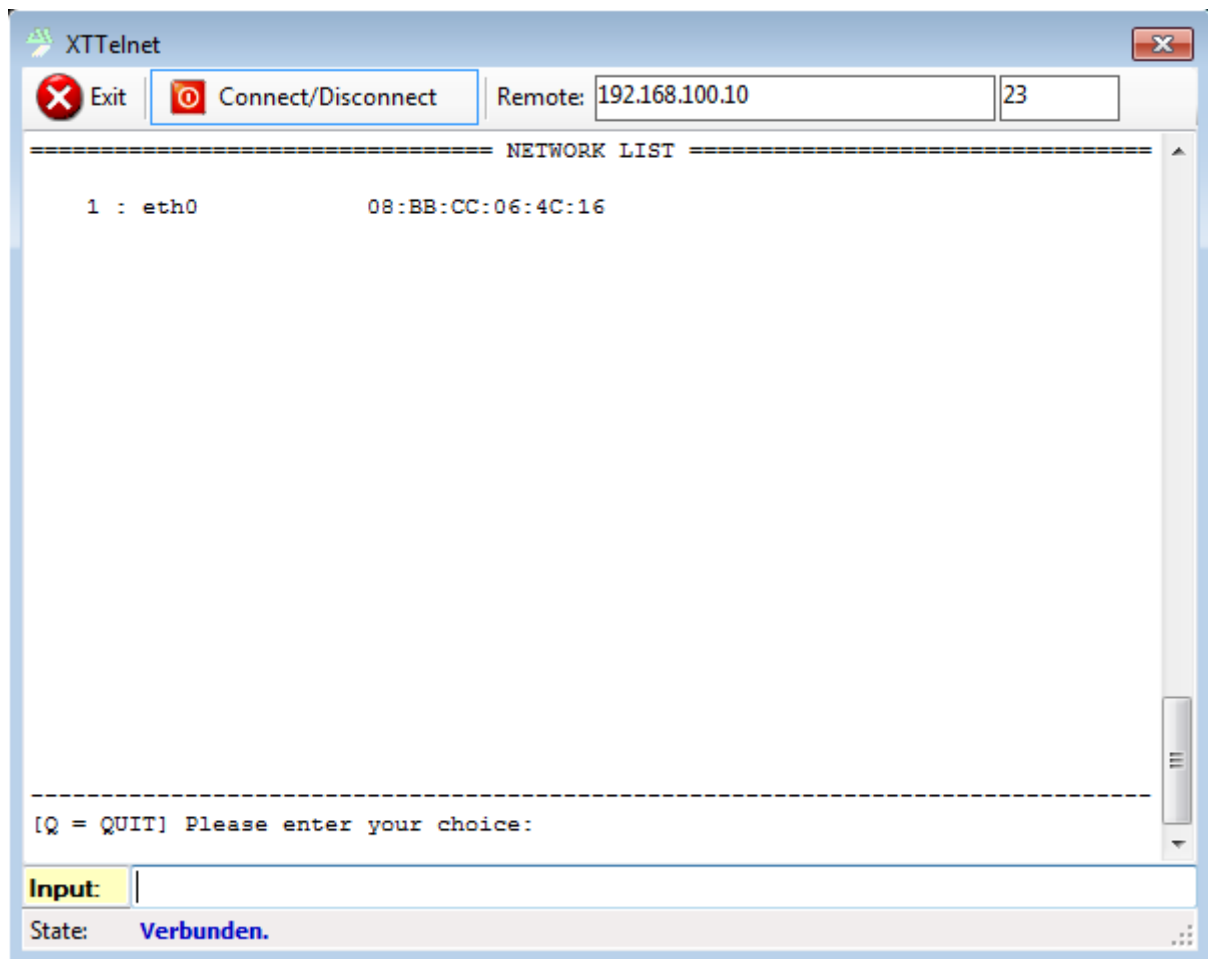 XTTelnet
Exit Connect/Disconnect Remote: 192.168.100.10 23
================================= NETWORK LIST =================================
1 : eth0 08:BB:CC:06:4C:16
--------------------------------------------------------------------------------
[Q = QUIT] Please enter your choice:
Input:
State: Verbunden.